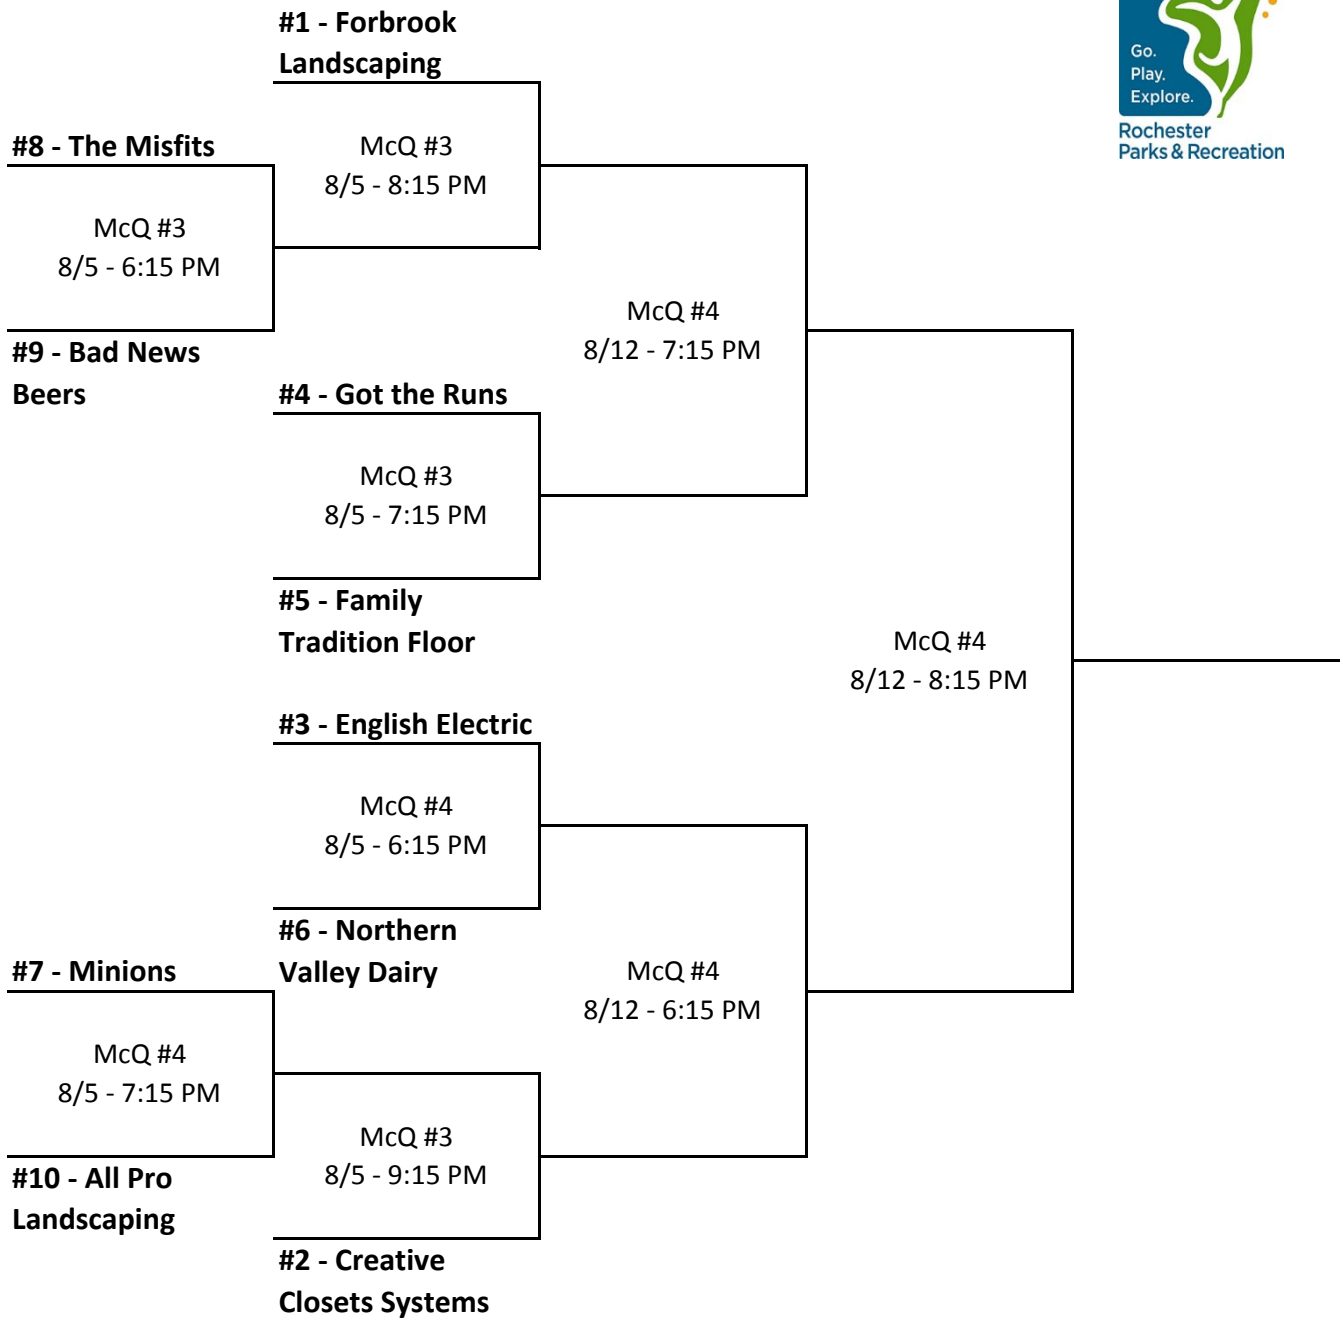 #1 - Forbrook
Landscaping
Go.
Play.
Explore.
Rochester
Parks & Recreation
#8 - The Misfits
McQ #3
8/5 - 8:15 PM
McQ #3
8/5 - 6:15 PM
#9 - Bad News
Beers
McQ #4
8/12 - 7:15 PM
#4 - Got the Runs
McQ #3
8/5 - 7:15 PM
#5 - Family
Tradition Floor
McQ #4
8/12 - 8:15 PM
#3 - English Electric
McQ #4
8/5 - 6:15 PM
#6 - Northern
Valley Dairy
#7 - Minions
McQ #4
8/12 - 6:15 PM
McQ #4
8/5 - 7:15 PM
McQ #3
8/5 - 9:15 PM
#10 - All Pro
Landscaping
#2 - Creative
Closets Systems